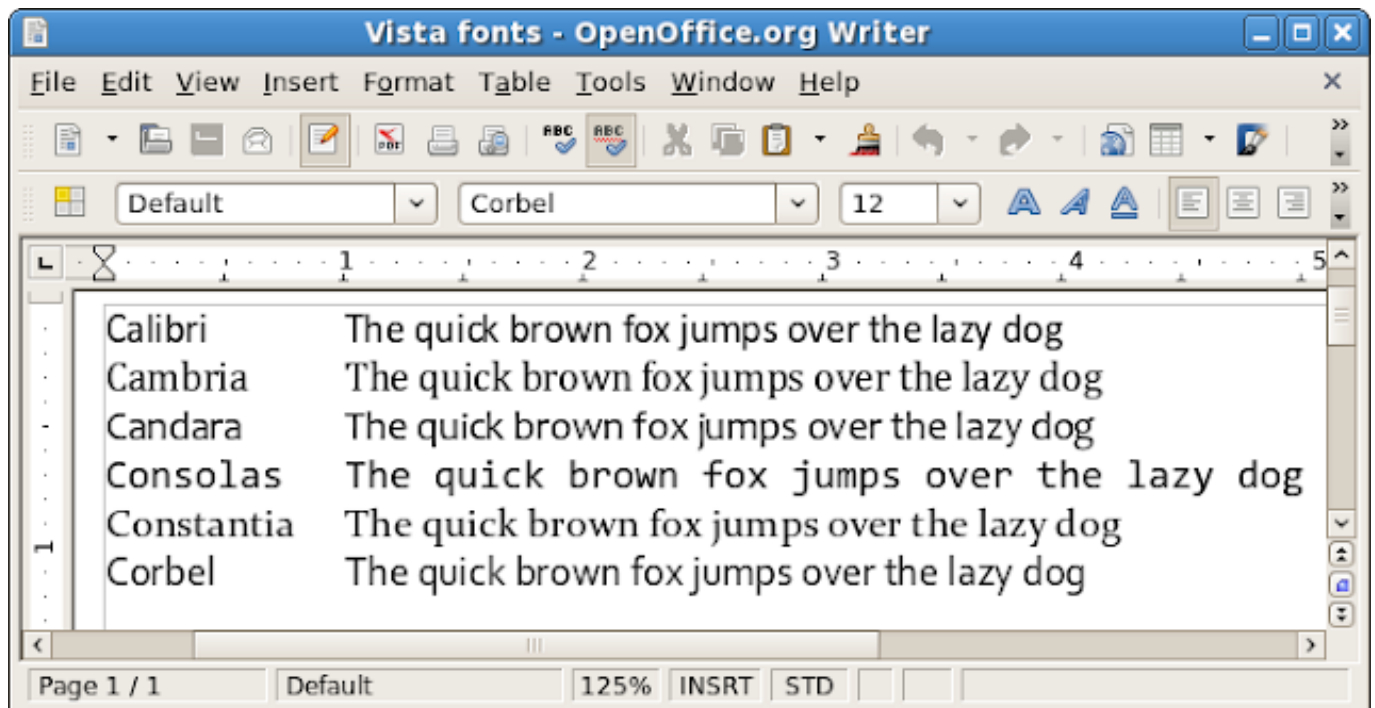 Vista fonts - OpenOffice.org Writer
File Edit View Insert Format Table Tools Window Help
PDF ABC ABC
Default Corbel 12
1 2 3 4 5
Calibri The quick brown fox jumps over the lazy dog
Cambria The quick brown fox jumps over the lazy dog
Candara The quick brown fox jumps over the lazy dog
Consolas The quick brown fox jumps over the lazy dog
Constantia The quick brown fox jumps over the lazy dog
1
Corbel The quick brown fox jumps over the lazy dog
Page 1 / 1 Default 125% INSRT STD